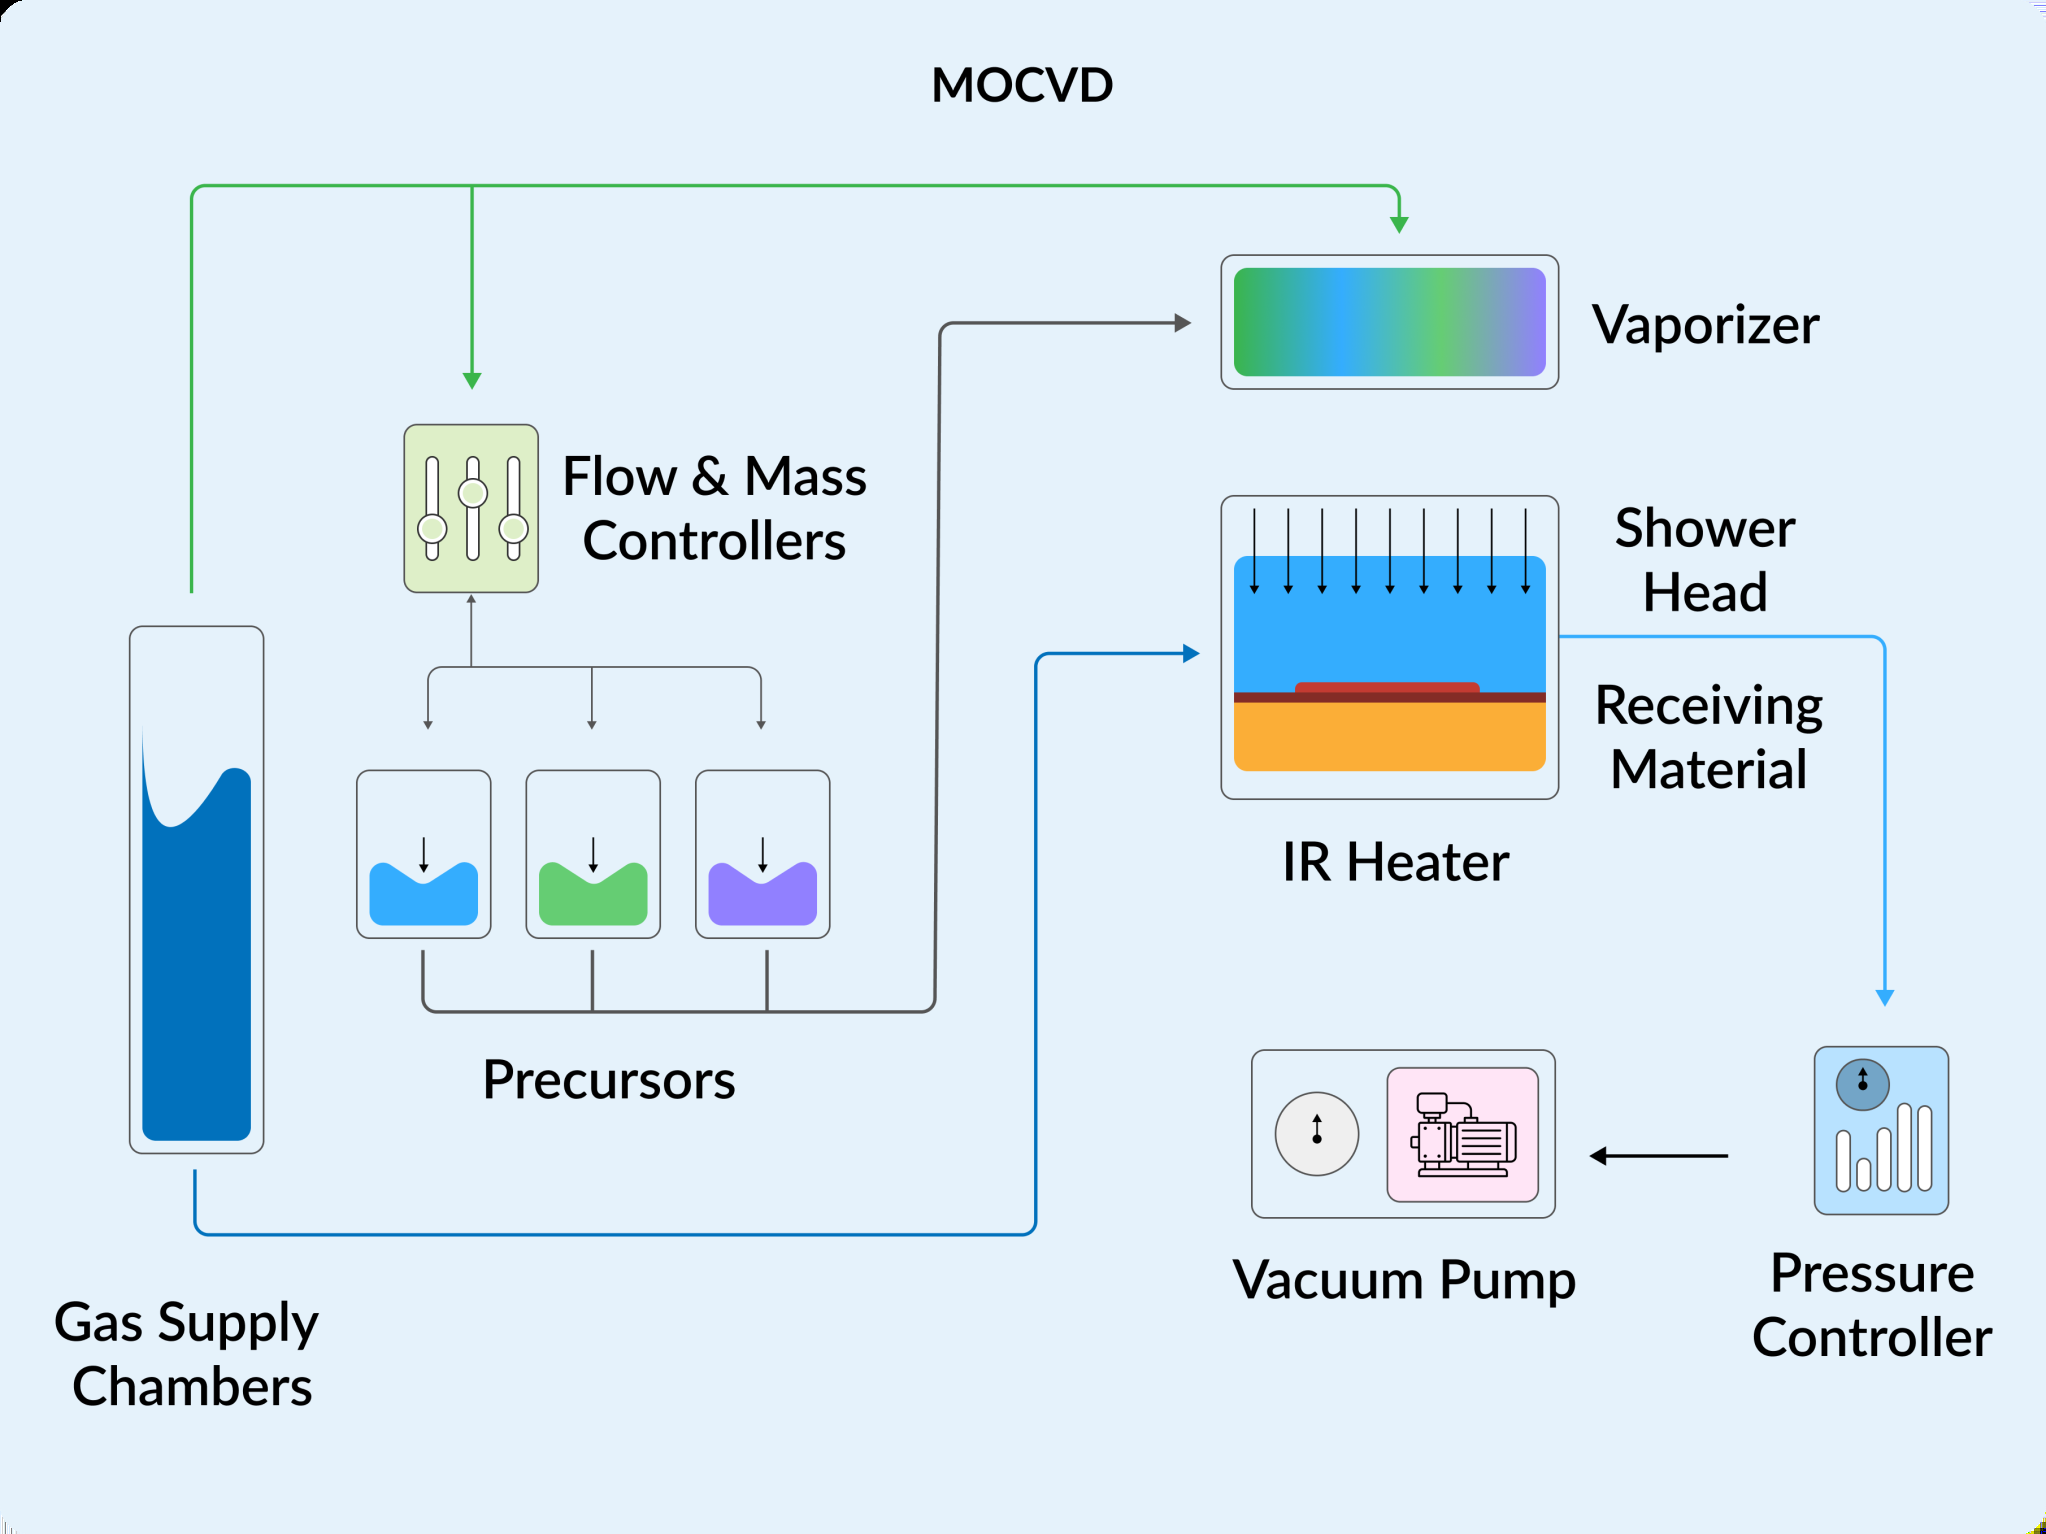 MOCVD
Vaporizer
Flow & Mass
Controllers
Shower
Head
Receiving
Material
IR Heater
Precursors
Vacuum Pump
Pressure
Controller
Gas Supply
Chambers